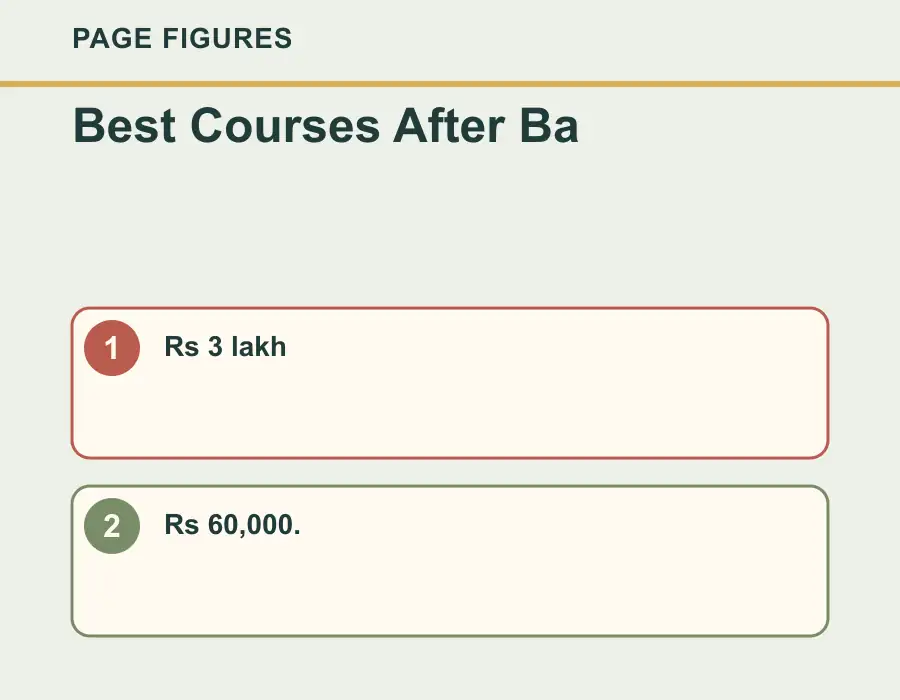 PAGE FIGURES
Best Courses After Ba
1
Rs 3 lakh
2
Rs 60,000.